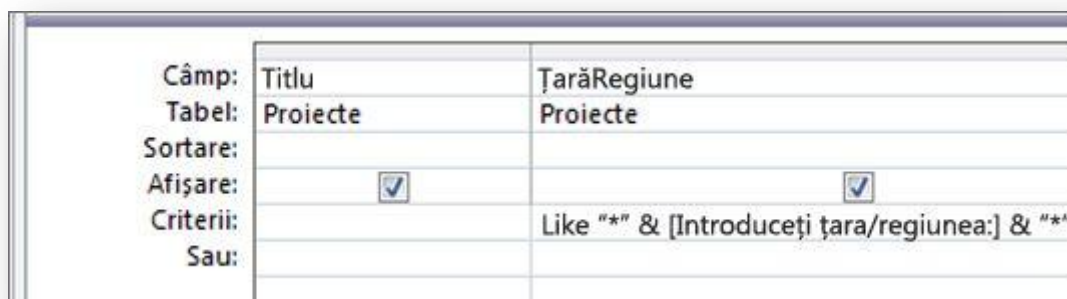 Câmp: Titlu ȚarăRegiune
Tabel: Proiecte Proiecte
Sortare:
Afișare:
Criterii: Like “*” & [Introduceți țara/regiunea:] & “*”
Sau: